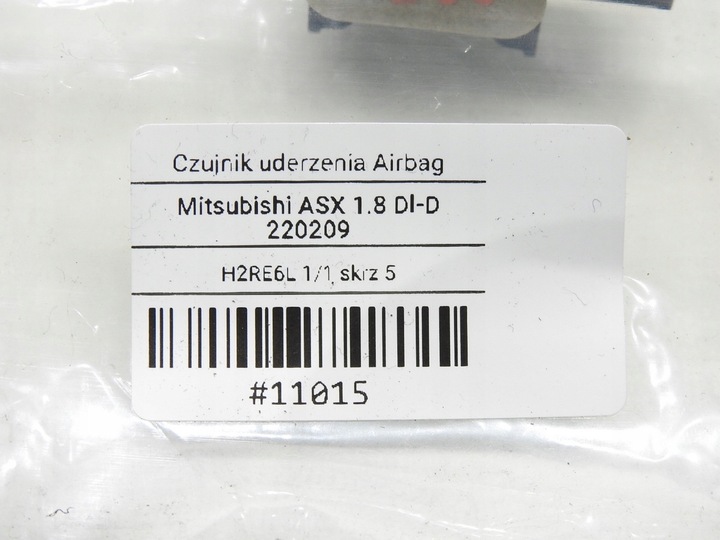 Czujnik uderzenia Airbag
Mitsubishi ASX 1.8 DI-D
220209
H2RE6L 1/1 skrz 5
#11015